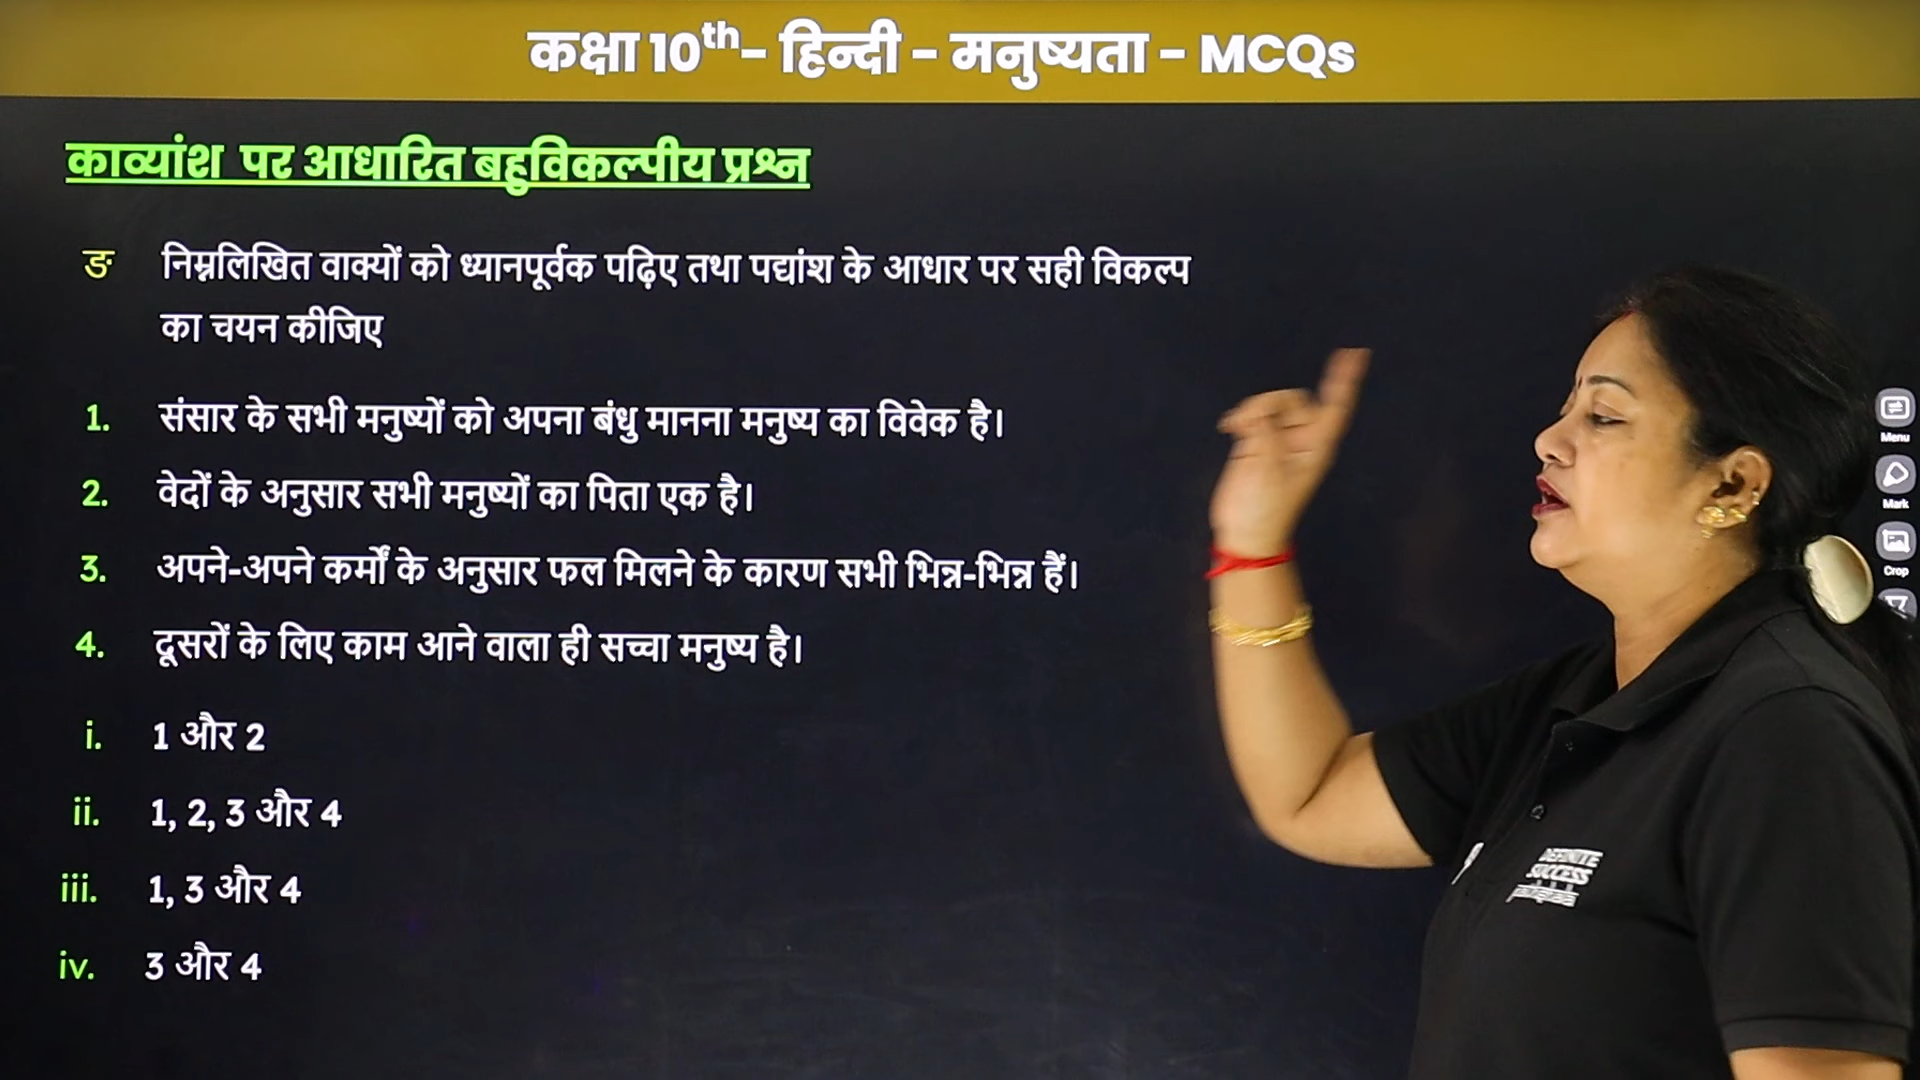 कक्षा 10th- हिन्दी - मनुष्यता - MCQs
काव्यांश पर आधारित बहुविकल्पीय प्रश्न
ङ निम्नलिखित वाक्यों को ध्यानपूर्वक पढ़िए तथा पद्यांश के आधार पर सही विकल्प
का चयन कीजिए
1. संसार के सभी मनुष्यों को अपना बंधु मानना मनुष्य का विवेक है।
2. वेदों के अनुसार सभी मनुष्यों का पिता एक है।
3. अपने-अपने कर्मों के अनुसार फल मिलने के कारण सभी भिन्न-भिन्न हैं।
4. दूसरों के लिए काम आने वाला ही सच्चा मनुष्य है।
i. 1 और 2
ii. 1, 2, 3 और 4
iii. 1, 3 और 4
iv. 3 और 4
Menu
Mark
Crop
DEFINITE
SUCCESS